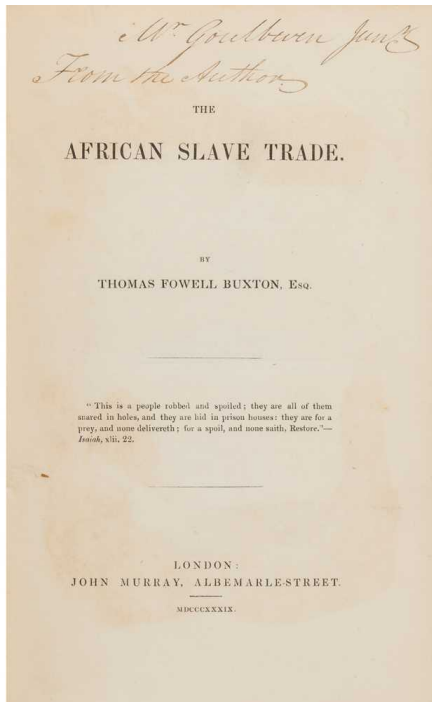 Mr Goulburn Junr
From the Author
THE
AFRICAN SLAVE TRADE.
BY
THOMAS FOWELL BUXTON, Esq.
"This is a people robbed and spoiled; they are all of them
snared in holes, and they are hid in prison houses: they are for a
prey, and none delivereth; for a spoil, and none saith, Restore."—
Isaiah, xlii. 22.
LONDON:
JOHN MURRAY, ALBEMARLE-STREET.
MDCCCXXXIX.